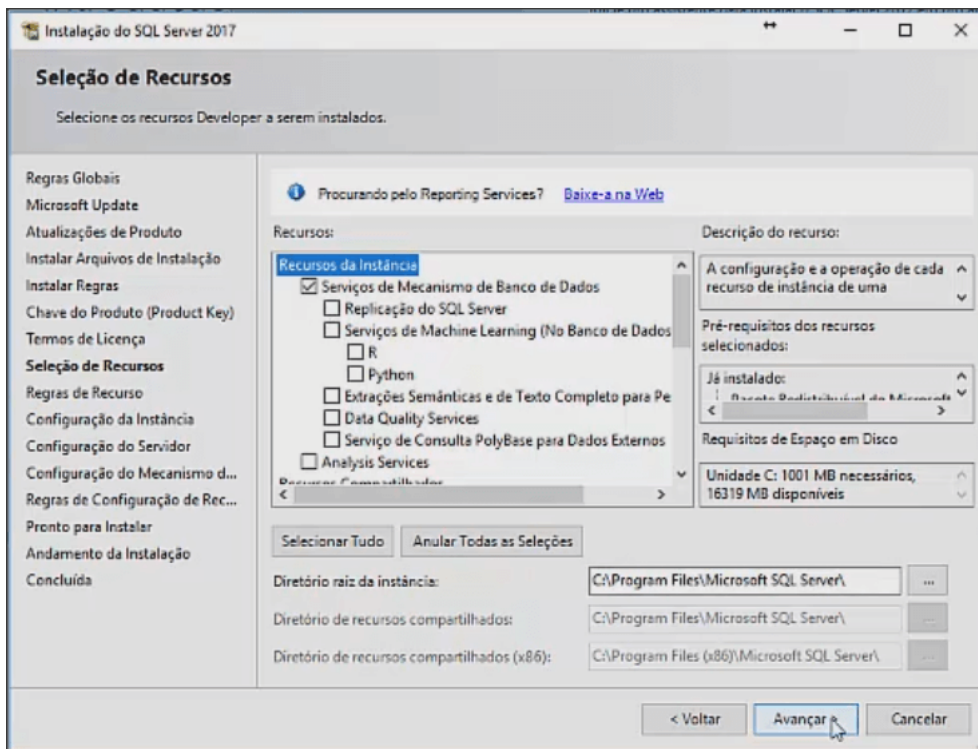 Instalação do SQL Server 2017
Seleção de Recursos
Selecione os recursos Developer a serem instalados.
Regras Globais
Microsoft Update
Atualizações de Produto
Instalar Arquivos de Instalação
Instalar Regras
Chave do Produto (Product Key)
Termos de Licença
Seleção de Recursos
Regras de Recurso
Configuração da Instância
Configuração do Servidor
Configuração do Mecanismo d...
Regras de Configuração de Rec...
Pronto para Instalar
Andamento da Instalação
Concluída
Procurando pelo Reporting Services? Baixe-a na Web
Recursos:
Recursos da Instância
Serviços de Mecanismo de Banco de Dados
Replicação do SQL Server
Serviços de Machine Learning (No Banco de Dados
R
Python
Extrações Semânticas e de Texto Completo para Pe
Data Quality Services
Serviço de Consulta PolyBase para Dados Externos
Analysis Services
Recursos Compartilhados
Descrição do recurso:
A configuração e a operação de cada
recurso de instância de uma
Pré-requisitos dos recursos
selecionados:
Já instalado:
Pacote Redistribuível do Microsoft
Requisitos de Espaço em Disco
Unidade C: 1001 MB necessários,
16319 MB disponíveis
Selecionar Tudo
Anular Todas as Seleções
Diretório raiz da instância: C:\Program Files\Microsoft SQL Server\ ...
Diretório de recursos compartilhados: C:\Program Files\Microsoft SQL Server\ ...
Diretório de recursos compartilhados (x86): C:\Program Files (x86)\Microsoft SQL Server\ ...
< Voltar Avançar > Cancelar